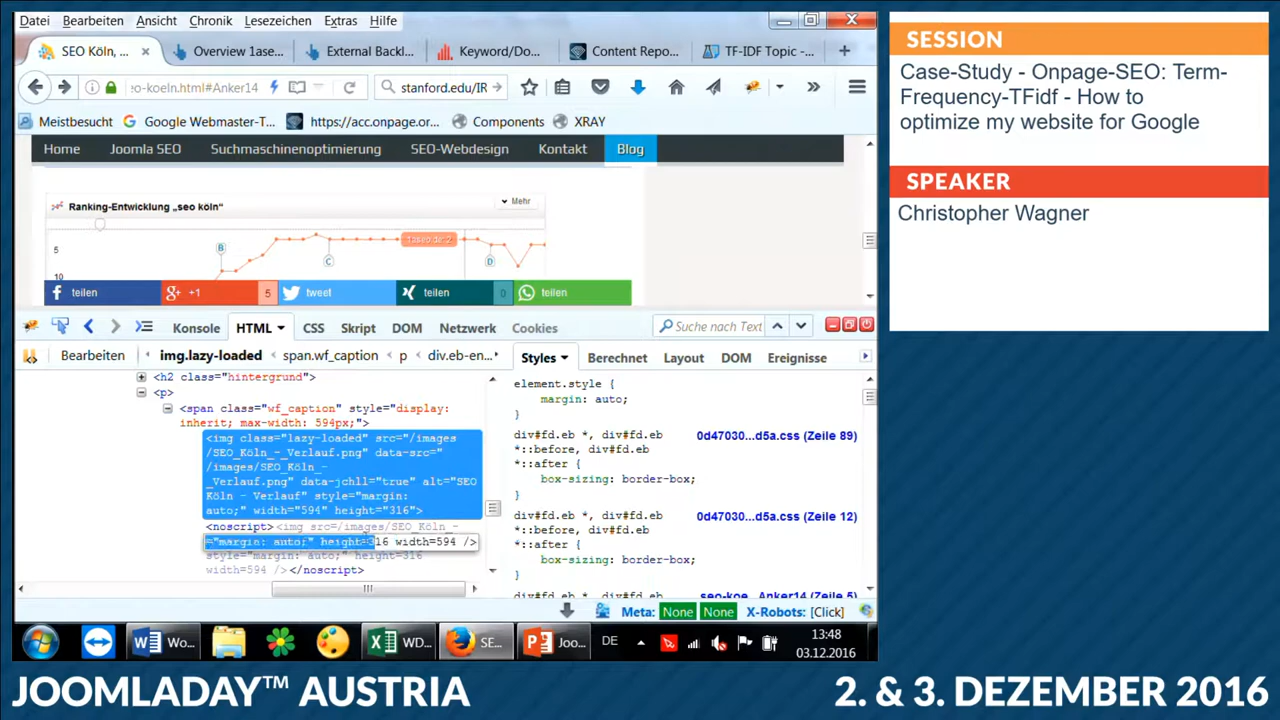 Datei Bearbeiten Ansicht Chronik Lesezeichen Extras Hilfe
SEO Köln, ... × Overview 1ase... External Backl... Keyword/Do... Content Repo... TF-IDF Topic -...
:o-koeln.html#Anker14 stanford.edu/IR
Meistbesucht Google Webmaster-T... https://acc.onpage.or... Components XRAY
Home Joomla SEO Suchmaschinenoptimierung SEO-Webdesign Kontakt Blog
Ranking-Entwicklung „seo köln“ Mehr
5
B C D
10
teilen +1 5 tweet teilen 0 teilen
Konsole HTML CSS Skript DOM Netzwerk Cookies Suche nach Text
Bearbeiten img.lazy-loaded span.wf_caption < p < div.eb-en...
Styles Berechnet Layout DOM Ereignisse
<h2 class="hintergrund">
<p>
<span class="wf_caption" style="display:
inherit; max-width: 594px;">
<img class="lazy-loaded" src="/images
/SEO_Köln_-_Verlauf.png" data-src="
/images/SEO_Köln_-
_Verlauf.png" data-jchll="true" alt="SEO
Köln - Verlauf" style="margin:
auto;" width="594" height="316">
<noscript><img src=/images/SEO_Köln_-
="margin: auto;" height=316 width=594 />
style="margin: auto;" height=316
width=594 /></noscript>
element.style {
margin: auto;
}
div#fd.eb *, div#fd.eb 0d47030...d5a.css (Zeile 89)
*::before, div#fd.eb
*::after {
box-sizing: border-box;
}
div#fd.eb *, div#fd.eb 0d47030...d5a.css (Zeile 12)
*::before, div#fd.eb
*::after {
box-sizing: border-box;
}
div#fd.eb *, div#fd.eb seo-koe...Anker14 (Zeile 5)
Meta: None None X-Robots: [Click]
Wo... WD... SE... Joo... DE 13:48
03.12.2016
SESSION
Case-Study - Onpage-SEO: Term-
Frequency-TFidf - How to
optimize my website for Google
SPEAKER
Christopher Wagner
JOOMLADAY™ AUSTRIA 2. & 3. DEZEMBER 2016